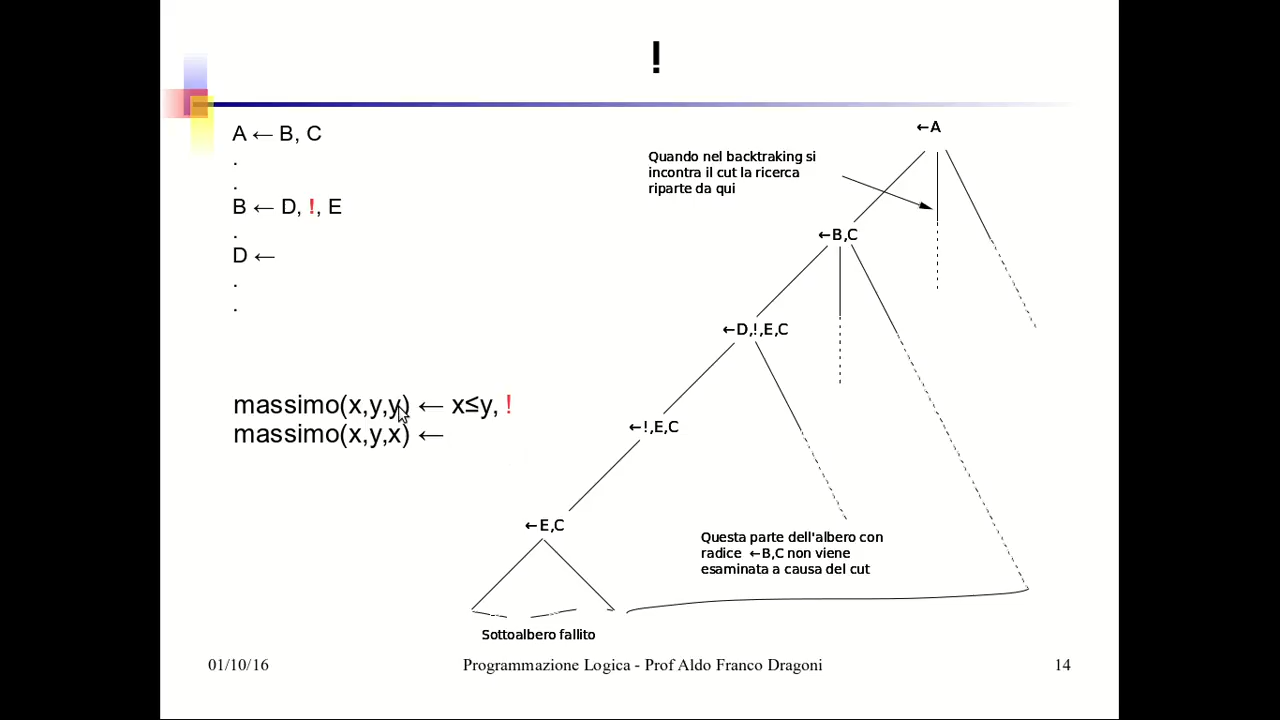 !
A ← B, C
.
.
B ← D, !, E
.
D ←
.
.
massimo(x,y,y) ← x≤y, !
massimo(x,y,x) ←
←A
Quando nel backtraking si
incontra il cut la ricerca
riparte da qui
←B,C
←D,!,E,C
←!,E,C
←E,C
Questa parte dell'albero con
radice ←B,C non viene
esaminata a causa del cut
Sottoalbero fallito
01/10/16
Programmazione Logica - Prof Aldo Franco Dragoni
14